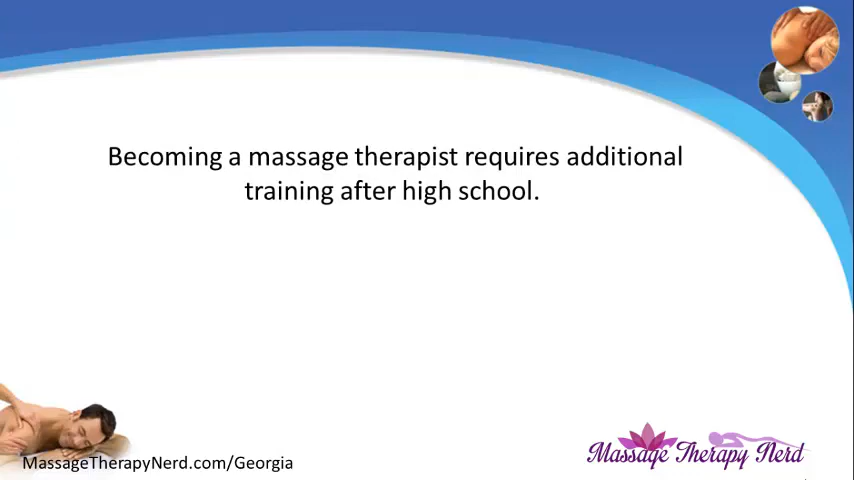 Becoming a massage therapist requires additional
training after high school.
MassageTherapyNerd.com/Georgia
Massage Therapy Nerd